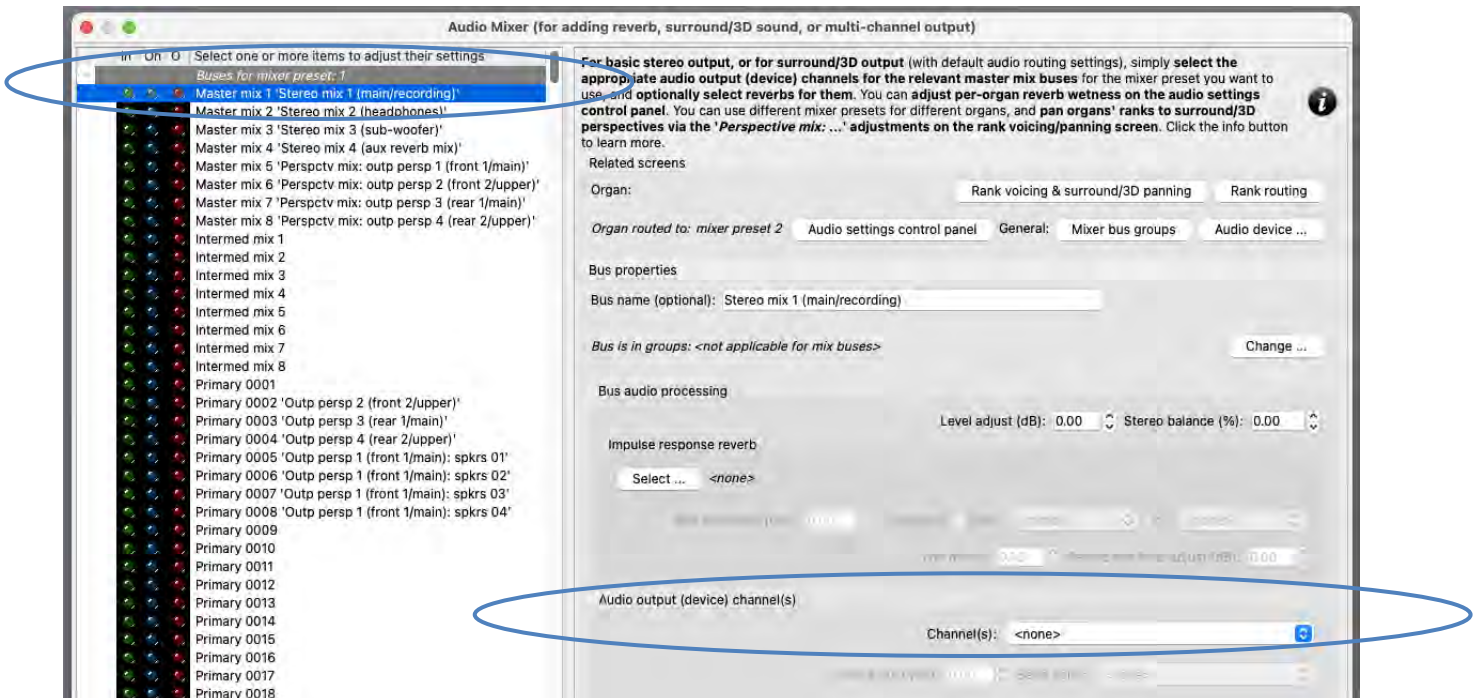 Audio Mixer (for adding reverb, surround/3D sound, or multi-channel output)
In On O Select one or more items to adjust their settings
Buses for mixer preset: 1
Master mix 1 'Stereo mix 1 (main/recording)'
Master mix 2 'Stereo mix 2 (headphones)'
Master mix 3 'Stereo mix 3 (sub-woofer)'
Master mix 4 'Stereo mix 4 (aux reverb mix)'
Master mix 5 'Perspctv mix: outp persp 1 (front 1/main)'
Master mix 6 'Perspctv mix: outp persp 2 (front 2/upper)'
Master mix 7 'Perspctv mix: outp persp 3 (rear 1/main)'
Master mix 8 'Perspctv mix: outp persp 4 (rear 2/upper)'
Intermed mix 1
Intermed mix 2
Intermed mix 3
Intermed mix 4
Intermed mix 5
Intermed mix 6
Intermed mix 7
Intermed mix 8
Primary 0001
Primary 0002 'Outp persp 2 (front 2/upper)'
Primary 0003 'Outp persp 3 (rear 1/main)'
Primary 0004 'Outp persp 4 (rear 2/upper)'
Primary 0005 'Outp persp 1 (front 1/main): spkrs 01'
Primary 0006 'Outp persp 1 (front 1/main): spkrs 02'
Primary 0007 'Outp persp 1 (front 1/main): spkrs 03'
Primary 0008 'Outp persp 1 (front 1/main): spkrs 04'
Primary 0009
Primary 0010
Primary 0011
Primary 0012
Primary 0013
Primary 0014
Primary 0015
Primary 0016
Primary 0017
Primary 0018
For basic stereo output, or for surround/3D output (with default audio routing settings), simply select the
appropriate audio output (device) channels for the relevant master mix buses for the mixer preset you want to
use, and optionally select reverbs for them. You can adjust per-organ reverb wetness on the audio settings
control panel. You can use different mixer presets for different organs, and pan organs' ranks to surround/3D
perspectives via the 'Perspective mix: ...' adjustments on the rank voicing/panning screen. Click the info button
to learn more.
i
Related screens
Organ: Rank voicing & surround/3D panning Rank routing
Organ routed to: mixer preset 2 Audio settings control panel General: Mixer bus groups Audio device ...
Bus properties
Bus name (optional): Stereo mix 1 (main/recording)
Bus is in groups: <not applicable for mix buses> Change ...
Bus audio processing
Level adjust (dB): 0.00 Stereo balance (%): 0.00
Impulse response reverb
Select ... <none>
Audio output (device) channel(s)
Channel(s): <none>